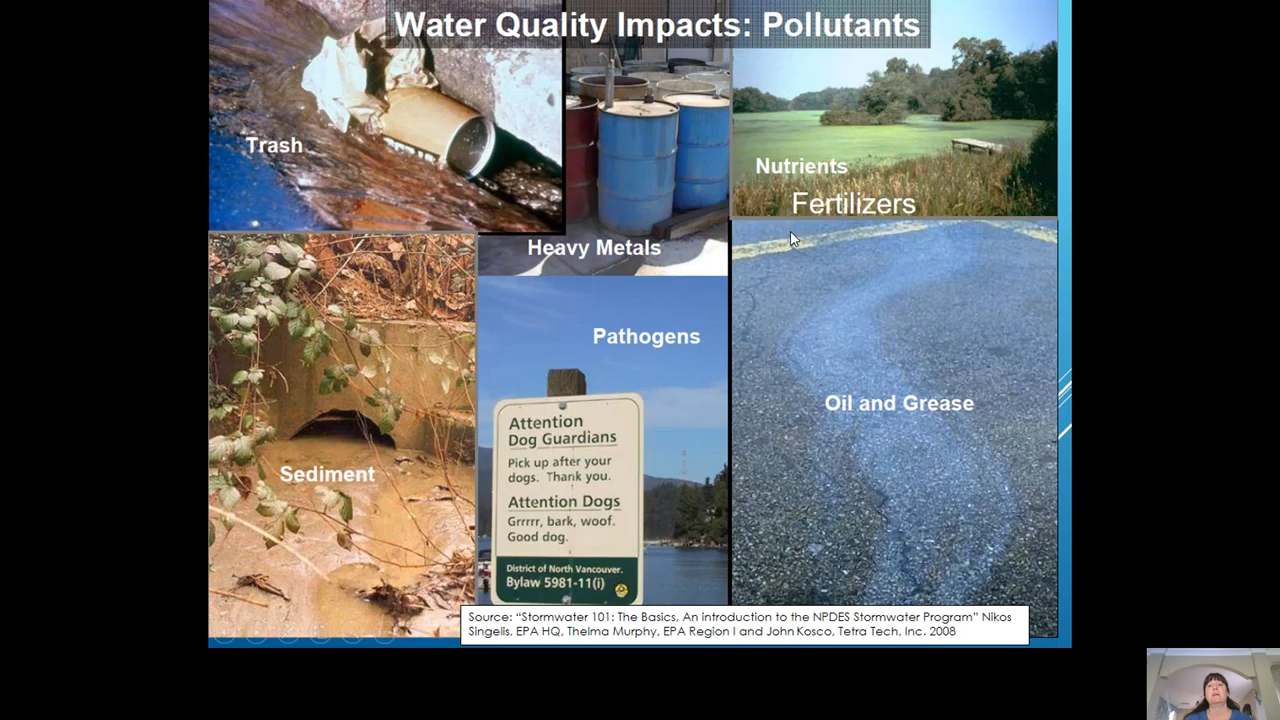 Water Quality Impacts: Pollutants
Trash
Heavy Metals
Nutrients
Fertilizers
Sediment
Pathogens
Attention
Dog Guardians
Pick up after your
dogs. Thank you.
Attention Dogs
Grrrrr, bark, woof.
Good dog.
District of North Vancouver.
Bylaw 5981-11(i)
Oil and Grease
Source: “Stormwater 101: The Basics, An introduction to the NPDES Stormwater Program” Nikos
Singelis, EPA HQ, Thelma Murphy, EPA Region I and John Kosco, Tetra Tech, Inc. 2008